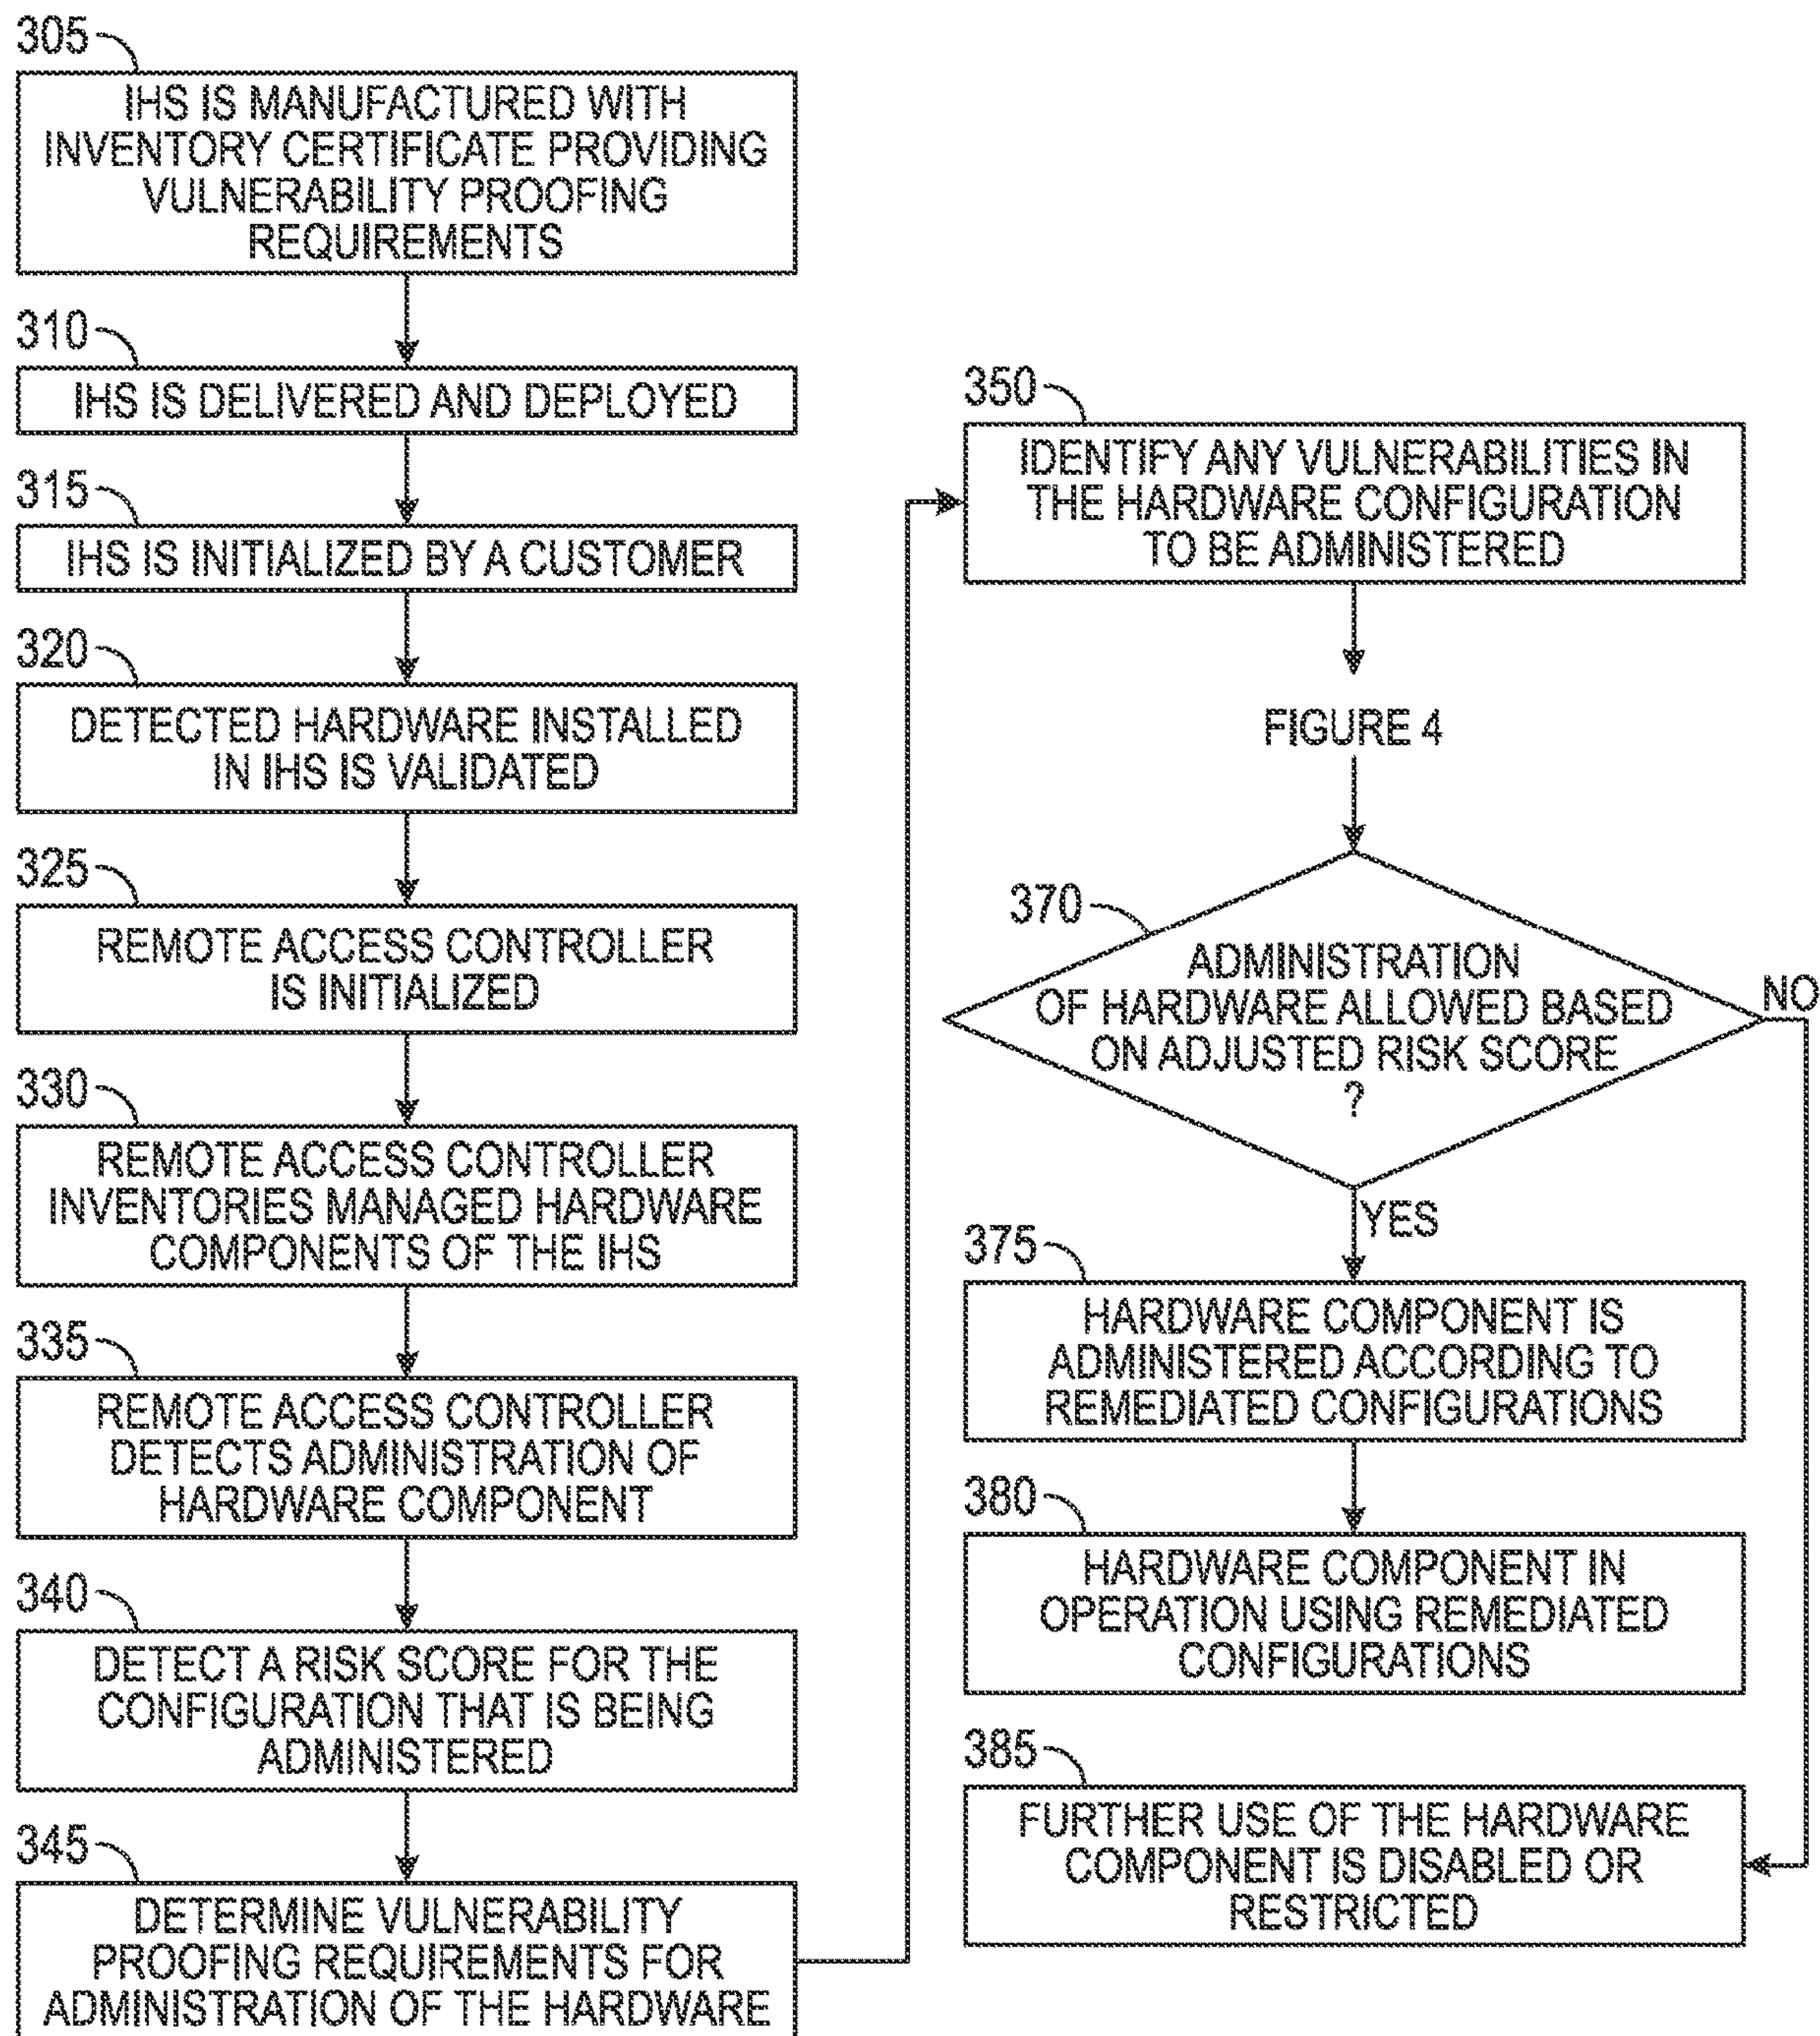 305
IHS IS MANUFACTURED WITH
INVENTORY CERTIFICATE PROVIDING
VULNERABILITY PROOFING
REQUIREMENTS
310
IHS IS DELIVERED AND DEPLOYED
315
IHS IS INITIALIZED BY A CUSTOMER
320
DETECTED HARDWARE INSTALLED
IN IHS IS VALIDATED
325
REMOTE ACCESS CONTROLLER
IS INITIALIZED
330
REMOTE ACCESS CONTROLLER
INVENTORIES MANAGED HARDWARE
COMPONENTS OF THE IHS
335
REMOTE ACCESS CONTROLLER
DETECTS ADMINISTRATION OF
HARDWARE COMPONENT
340
DETECT A RISK SCORE FOR THE
CONFIGURATION THAT IS BEING
ADMINISTERED
345
DETERMINE VULNERABILITY
PROOFING REQUIREMENTS FOR
ADMINISTRATION OF THE HARDWARE
350
IDENTIFY ANY VULNERABILITIES IN
THE HARDWARE CONFIGURATION
TO BE ADMINISTERED
FIGURE 4
370
ADMINISTRATION
OF HARDWARE ALLOWED BASED
ON ADJUSTED RISK SCORE
?
NO
YES
375
HARDWARE COMPONENT IS
ADMINISTERED ACCORDING TO
REMEDIATED CONFIGURATIONS
380
HARDWARE COMPONENT IN
OPERATION USING REMEDIATED
CONFIGURATIONS
385
FURTHER USE OF THE HARDWARE
COMPONENT IS DISABLED OR
RESTRICTED